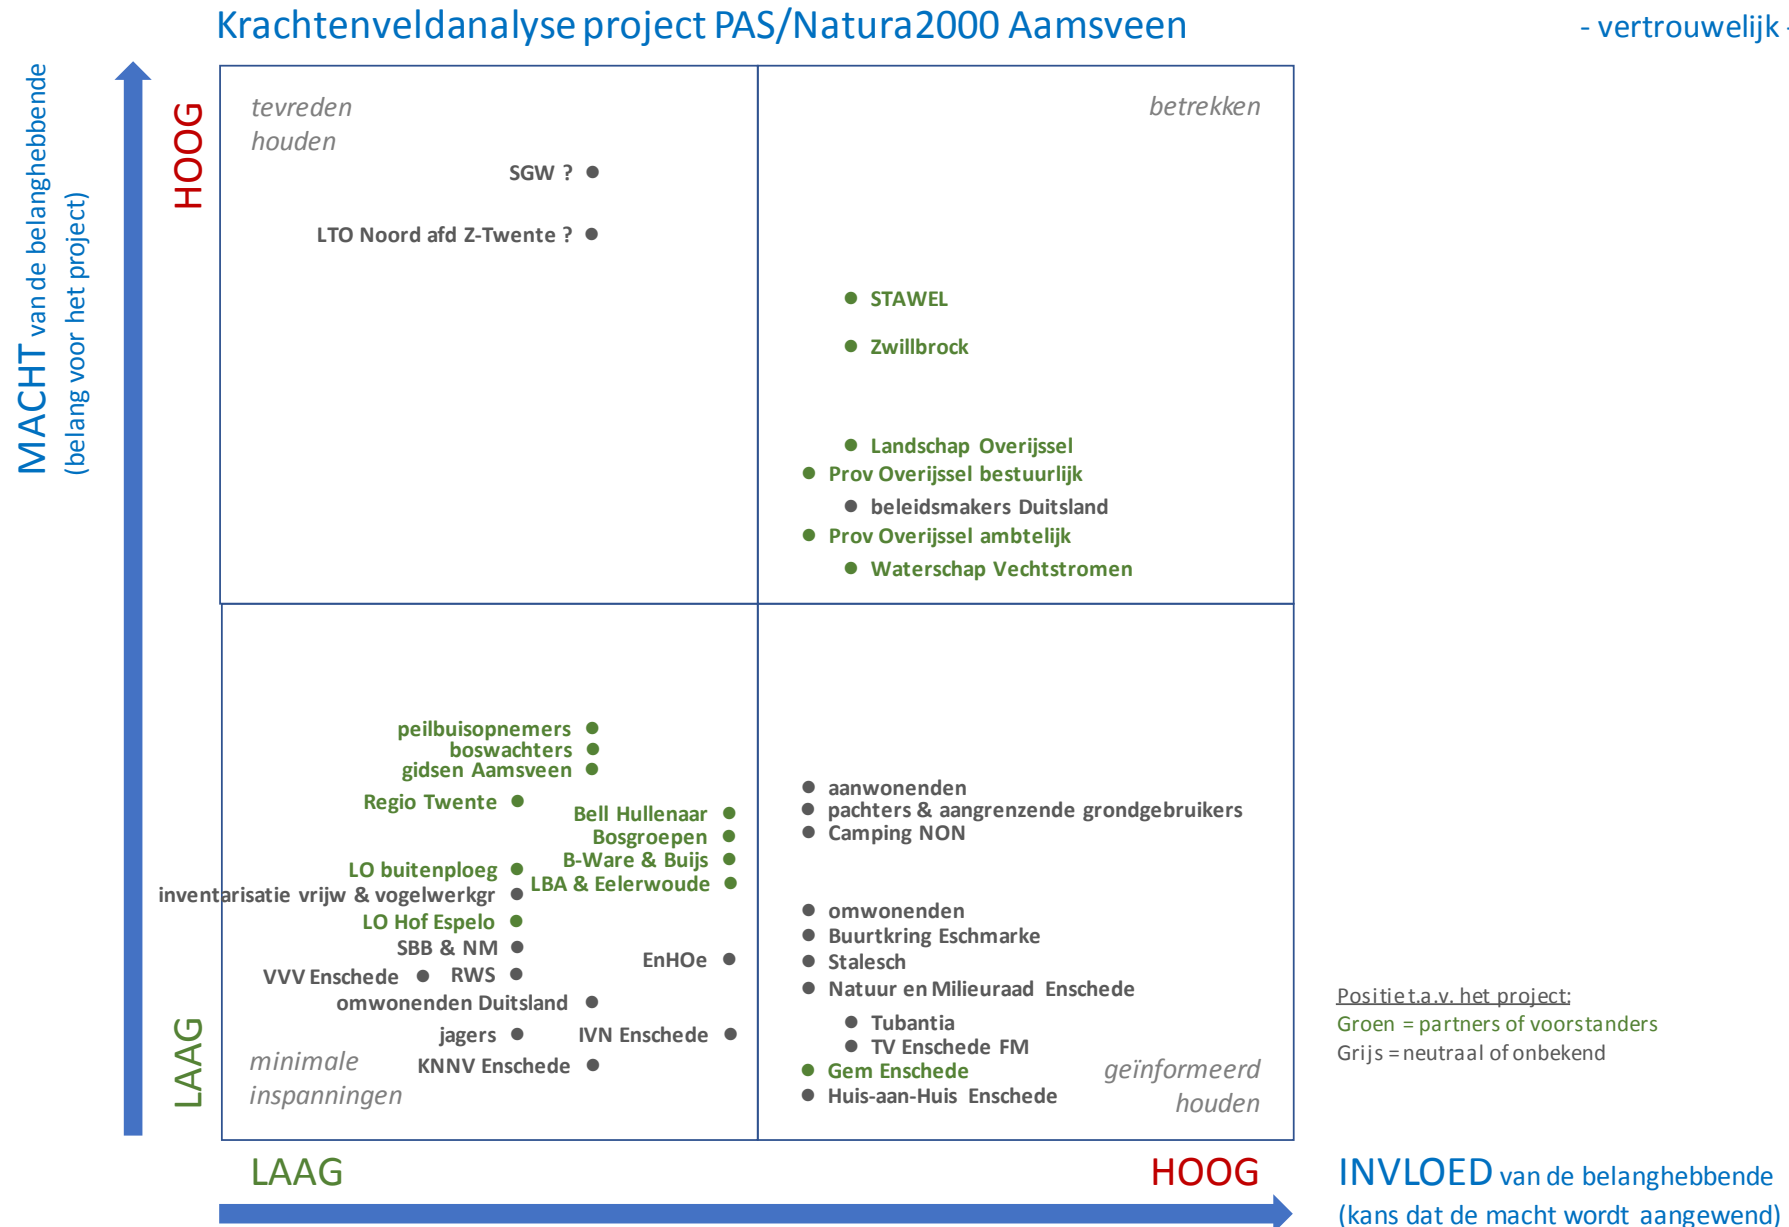 Krachtenveldanalyse project PAS/Natura2000 Aamsveen
- vertrouwelijk -
MACHT van de belanghebbende
(belang voor het project)
HOOG
tevreden
houden
betrekken
SGW ?
LTO Noord afd Z-Twente ?
STAWEL
Zwillbrock
Landschap Overijssel
Prov Overijssel bestuurlijk
beleidsmakers Duitsland
Prov Overijssel ambtelijk
Waterschap Vechtstromen
peilbuisopnemers
boswachters
gidsen Aamsveen
Regio Twente
Bell Hullenaar
Bosgroepen
B-Ware & Buijs
LBA & Eelerwoude
LO buitenploeg
inventarisatie vrijw & vogelwerkgr
LO Hof Espelo
SBB & NM
EnHOe
VVV Enschede
RWS
omwonenden Duitsland
jagers
IVN Enschede
KNNV Enschede
minimale
inspanningen
aanwonenden
pachters & aangrenzende grondgebruikers
Camping NON
omwonenden
Buurtkring Eschmarke
Stalesch
Natuur en Milieuraad Enschede
Tubantia
TV Enschede FM
Gem Enschede
Huis-aan-Huis Enschede
geïnformeerd
houden
LAAG
LAAG
HOOG
Positie t.a.v. het project:
Groen = partners of voorstanders
Grijs = neutraal of onbekend
INVLOED van de belanghebbende
(kans dat de macht wordt aangewend)